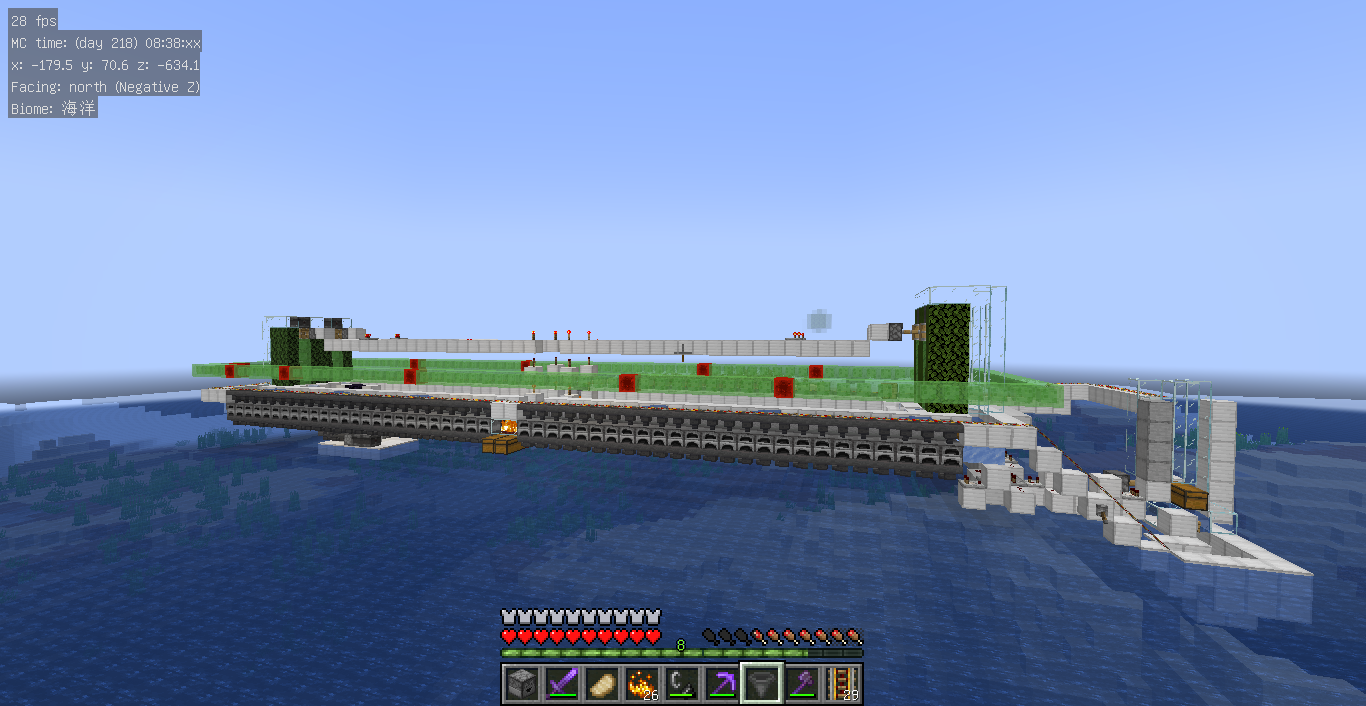 28 fps
MC time: (day 218) 08:38:xx
x: -179.5 y: 70.6 z: -634.1
Facing: north (Negative Z)
Biome: 海洋
8
26
29